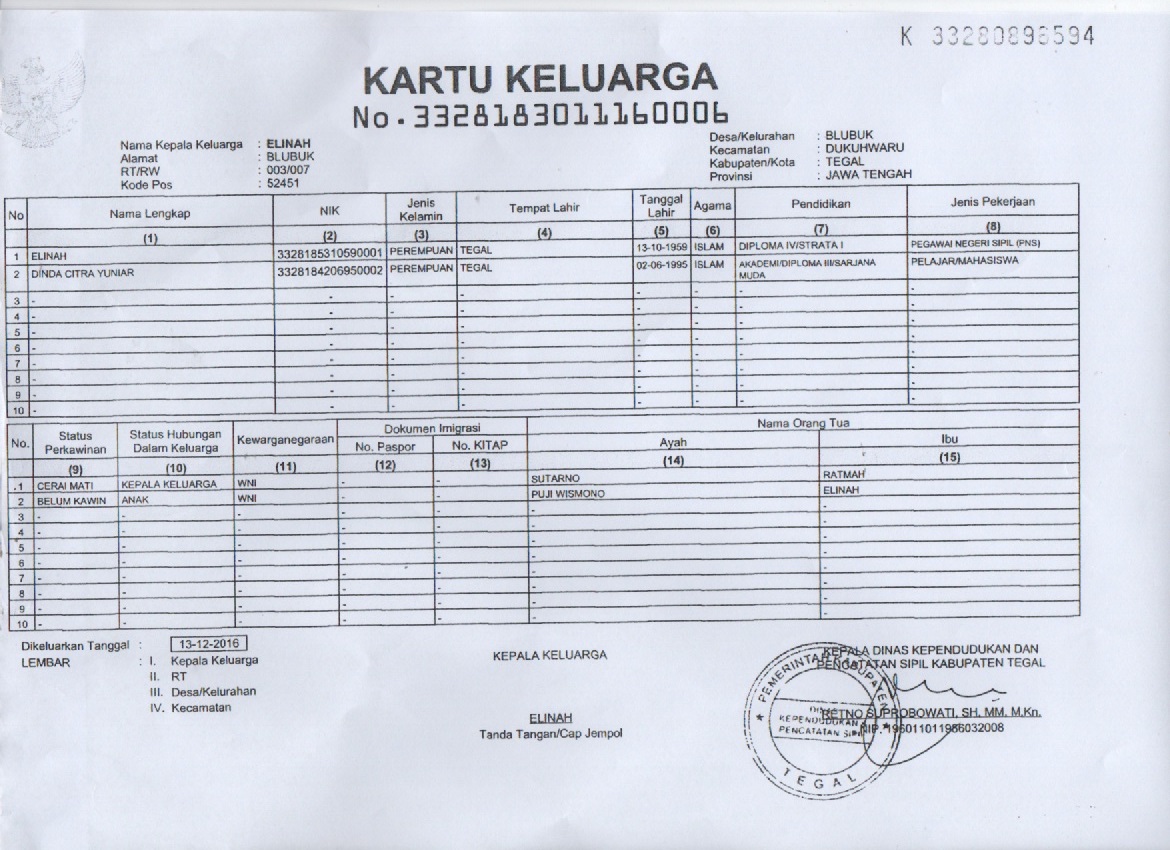 K 33280896594
KARTU KELUARGA
No. 3328183011160006
Nama Kepala Keluarga : ELINAH
Alamat : BLUBUK
RT/RW : 003/007
Kode Pos : 52451
Desa/Kelurahan : BLUBUK
Kecamatan : DUKUHWARU
Kabupaten/Kota : TEGAL
Provinsi : JAWA TENGAH
No Nama Lengkap NIK Jenis Kelamin Tempat Lahir Tanggal Lahir Agama Pendidikan Jenis Pekerjaan
(1) (2) (3) (4) (5) (6) (7) (8)
1 ELINAH 3328185310590001 PEREMPUAN TEGAL 13-10-1959 ISLAM DIPLOMA IV/STRATA I PEGAWAI NEGERI SIPIL (PNS)
2 DINDA CITRA YUNIAR 3328184206950002 PEREMPUAN TEGAL 02-06-1995 ISLAM AKADEMI/DIPLOMA III/SARJANA MUDA PELAJAR/MAHASISWA
3 - - - - - - - -
4 - - - - - - - -
5 - - - - - - - -
6 - - - - - - - -
7 - - - - - - - -
8 - - - - - - - -
9 - - - - - - - -
10 - - - - - - - -
No. Status Perkawinan Status Hubungan Dalam Keluarga Kewarganegaraan Dokumen Imigrasi Nama Orang Tua
No. Paspor No. KITAP Ayah Ibu
(9) (10) (11) (12) (13) (14) (15)
1 CERAI MATI KEPALA KELUARGA WNI - - SUTARNO RATMAH
2 BELUM KAWIN ANAK WNI - - PUJI WISMONO ELINAH
3 - - - - - - -
4 - - - - - - -
5 - - - - - - -
6 - - - - - - -
7 - - - - - - -
8 - - - - - - -
9 - - - - - - -
10 - - - - - - -
Dikeluarkan Tanggal : 13-12-2016
LEMBAR : I. Kepala Keluarga
II. RT
III. Desa/Kelurahan
IV. Kecamatan
KEPALA KELUARGA
ELINAH
Tanda Tangan/Cap Jempol
KEPALA DINAS KEPENDUDUKAN DAN
PENCATATAN SIPIL KABUPATEN TEGAL
RETNO SUPROBOWATI, SH, MM, M.Kn.
NIP. 196011011986032008
PEMERINTAH KABUPATEN
DINAS
KEPENDUDUKAN &
PENCATATAN SIPIL
TEGAL